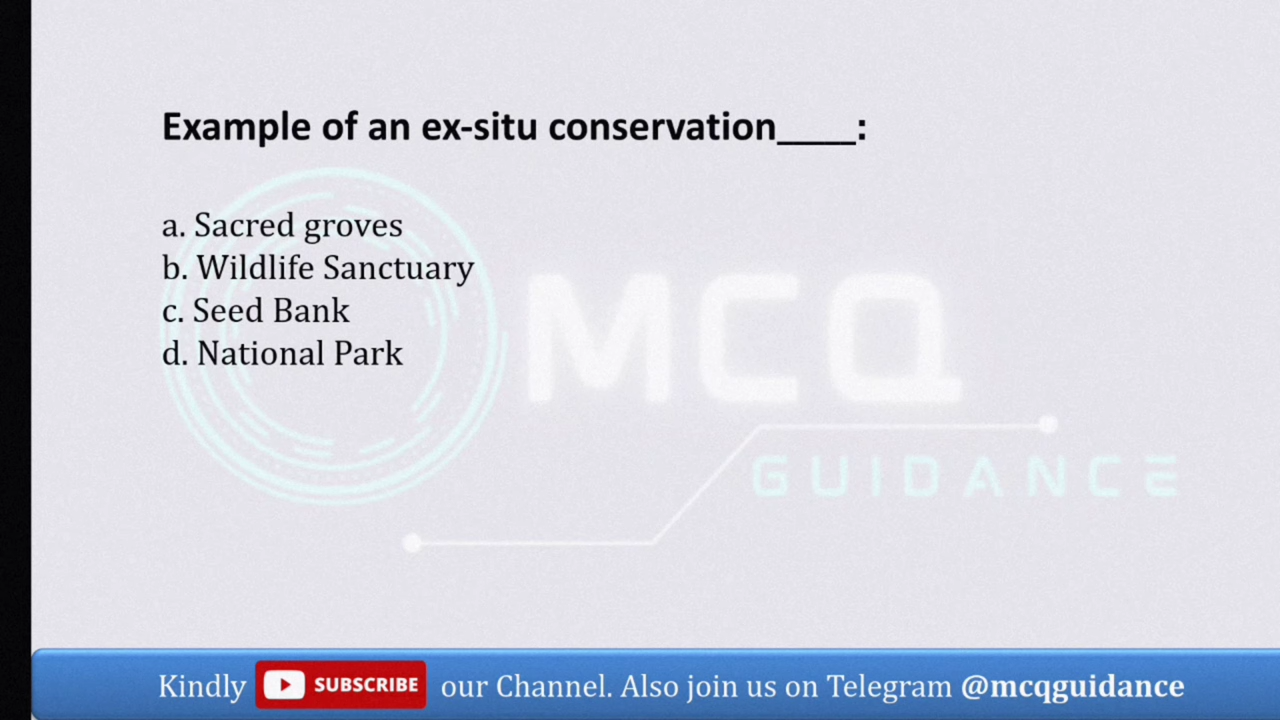 Example of an ex-situ conservation____:
a. Sacred groves
b. Wildlife Sanctuary
c. Seed Bank
d. National Park
MCQ
GUIDANCE
Kindly SUBSCRIBE our Channel. Also join us on Telegram @mcqguidance